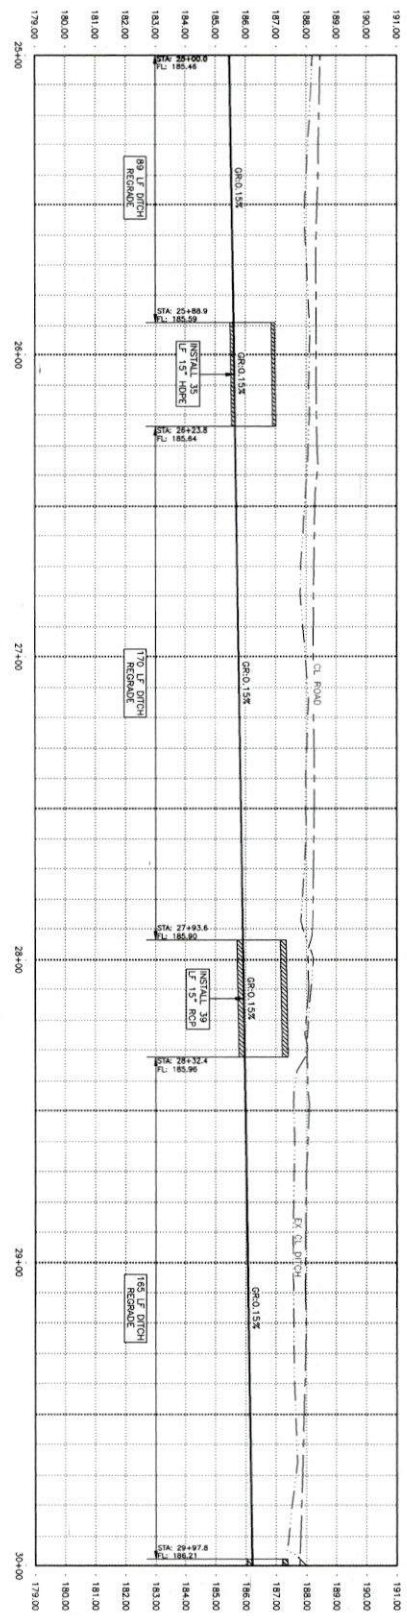 191.00
190.00
189.00
188.00
187.00
186.00
185.00
184.00
183.00
182.00
181.00
180.00
179.00
CL ROAD
EX CL DITCH
GR:0.15%
GR:0.15%
GR:0.15%
GR:0.15%
GR:0.15%
FL: 185.46
STA: 25+88.9
FL: 185.59
STA: 26+23.8
FL: 185.64
STA: 27+93.6
FL: 185.90
STA: 28+32.4
FL: 185.96
STA: 29+97.8
FL: 186.21
89 LF DITCH
REGRADE
INSTALL 35
LF 15" HDPE
170 LF DITCH
REGRADE
INSTALL 39
LF 15" RCP
165 LF DITCH
REGRADE
25+00
26+00
27+00
28+00
29+00
30+00
191.00
190.00
189.00
188.00
187.00
186.00
185.00
184.00
183.00
182.00
181.00
180.00
179.00